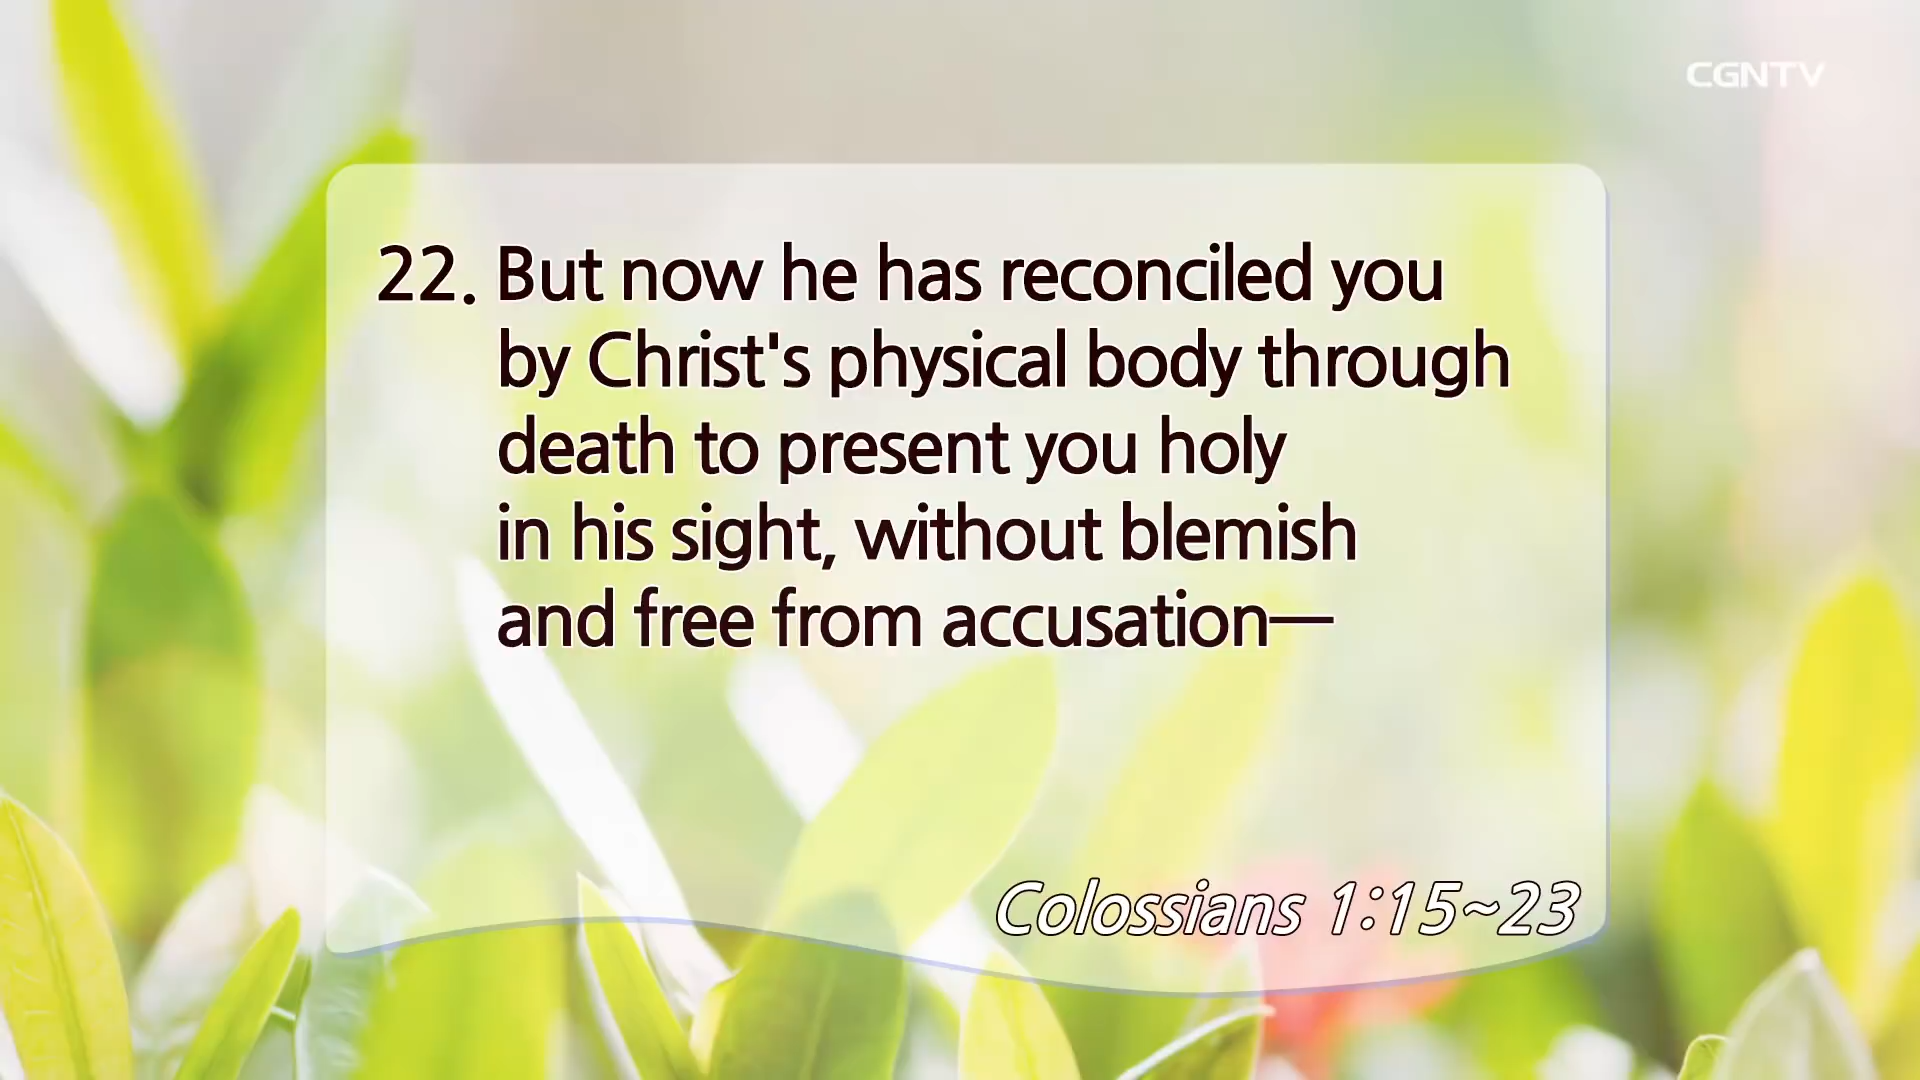 CGNTV
22. But now he has reconciled you
by Christ's physical body through
death to present you holy
in his sight, without blemish
and free from accusation—
Colossians 1:15~23